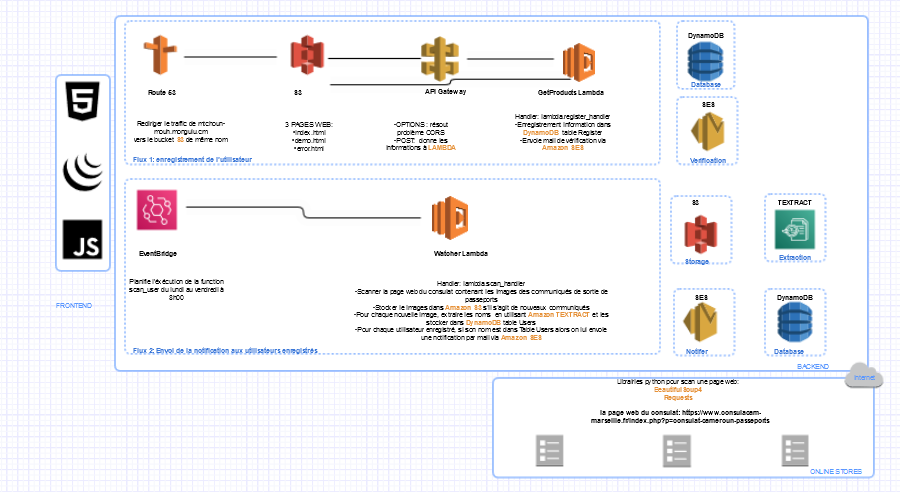 Route 53
S3
API Gateway
GetProducts Lambda
Rediriger le traffic de mtchoun-
mouh.mongulu.cm
vers le bucket S3 de même nom
3 PAGES WEB:
•index.html
•demo.html
•error.html
-OPTIONS : résout
problème CORS
-POST : donne les
informations à LAMBDA
Handler: lambda.register_handler
-Enregistrement information dans
DynamoDB table Register
-Envoie mail de vérification via
Amazon SES
Flux 1: enregistrement de l'utilisateur
DynamoDB
Database
SES
Verification
5
JS
FRONTEND
EventBridge
Watcher Lambda
Planifie l'éxécution de la function
scan_user du lundi au vendredi à
8h00
Handler: lambda.scan_handler
-Scanner la page web du consulat contenant les images des communiqués de sortie de
passeports
-Stocker le images dans Amazon S3 s'il s'agit de nouveaux communiqués
-Pour chaque nouvelle image, extraire les noms en utilisant Amazon TEXTRACT et les
stocker dans DynamoDB table Users
-Pour chaque utilisateur enregistré, si son nom est dans Table Users alors on lui envoie
une notification par mail via Amazon SES
Flux 2: Envoi de la notification aux utilisateurs enregistrés
S3
Storage
TEXTRACT
Extraction
SES
Notifer
DynamoDB
Database
BACKEND
Internet
Librairies python pour scan une page web:
Beautiful Soup4
Requests
la page web du consulat: https://www.consulacam-
marseille.fr/index.php?p=consulat-cameroun-passeports
ONLINE STORES